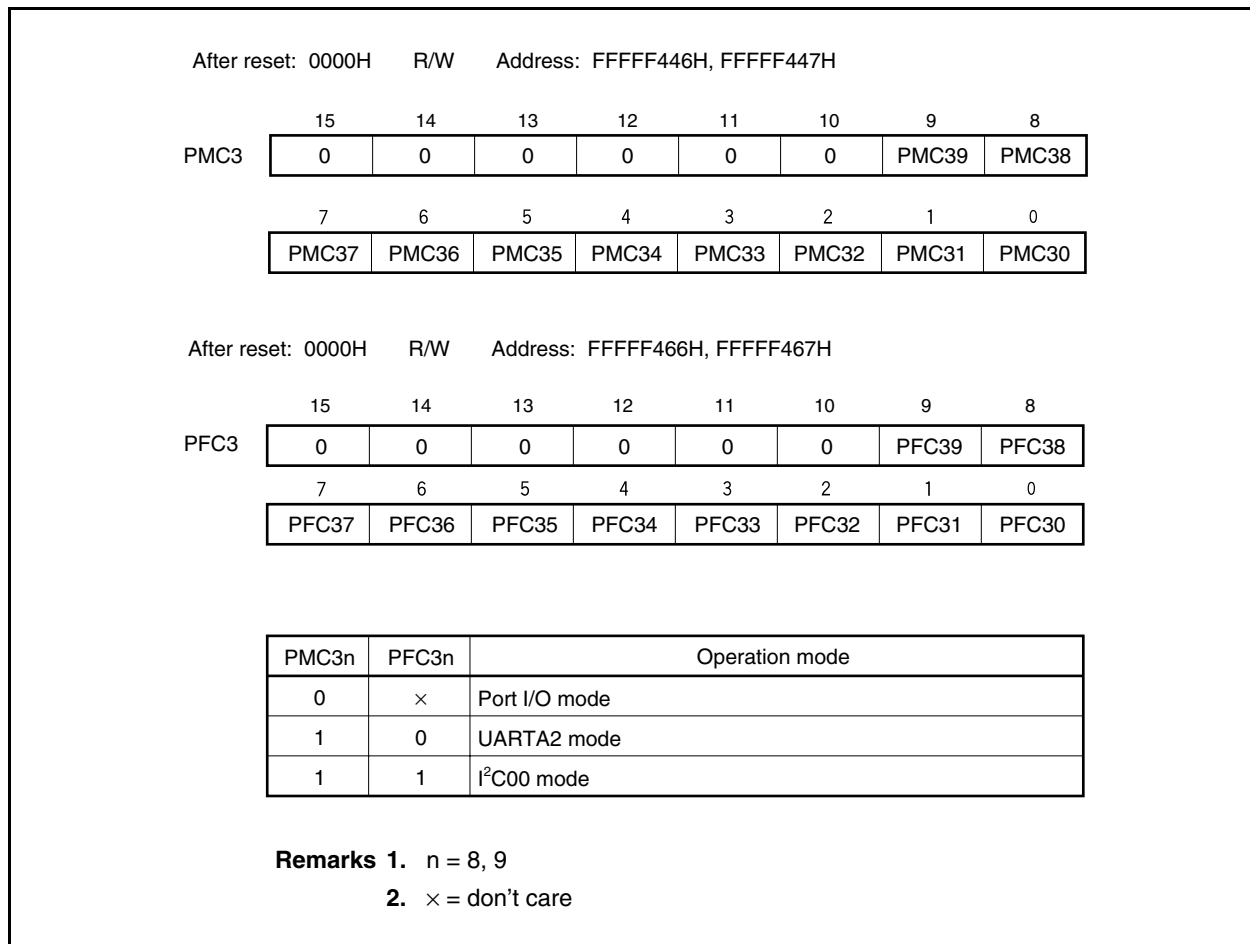 After reset: 0000H R/W Address: FFFFF446H, FFFFF447H
15 14 13 12 11 10 9 8
PMC3 0 0 0 0 0 0 PMC39 PMC38
7 6 5 4 3 2 1 0
PMC37 PMC36 PMC35 PMC34 PMC33 PMC32 PMC31 PMC30
After reset: 0000H R/W Address: FFFFF466H, FFFFF467H
15 14 13 12 11 10 9 8
PFC3 0 0 0 0 0 0 PFC39 PFC38
7 6 5 4 3 2 1 0
PFC37 PFC36 PFC35 PFC34 PFC33 PFC32 PFC31 PFC30
PMC3n PFC3n Operation mode
0 × Port I/O mode
1 0 UARTA2 mode
1 1 I²C00 mode
Remarks 1. n = 8, 9
2. × = don't care